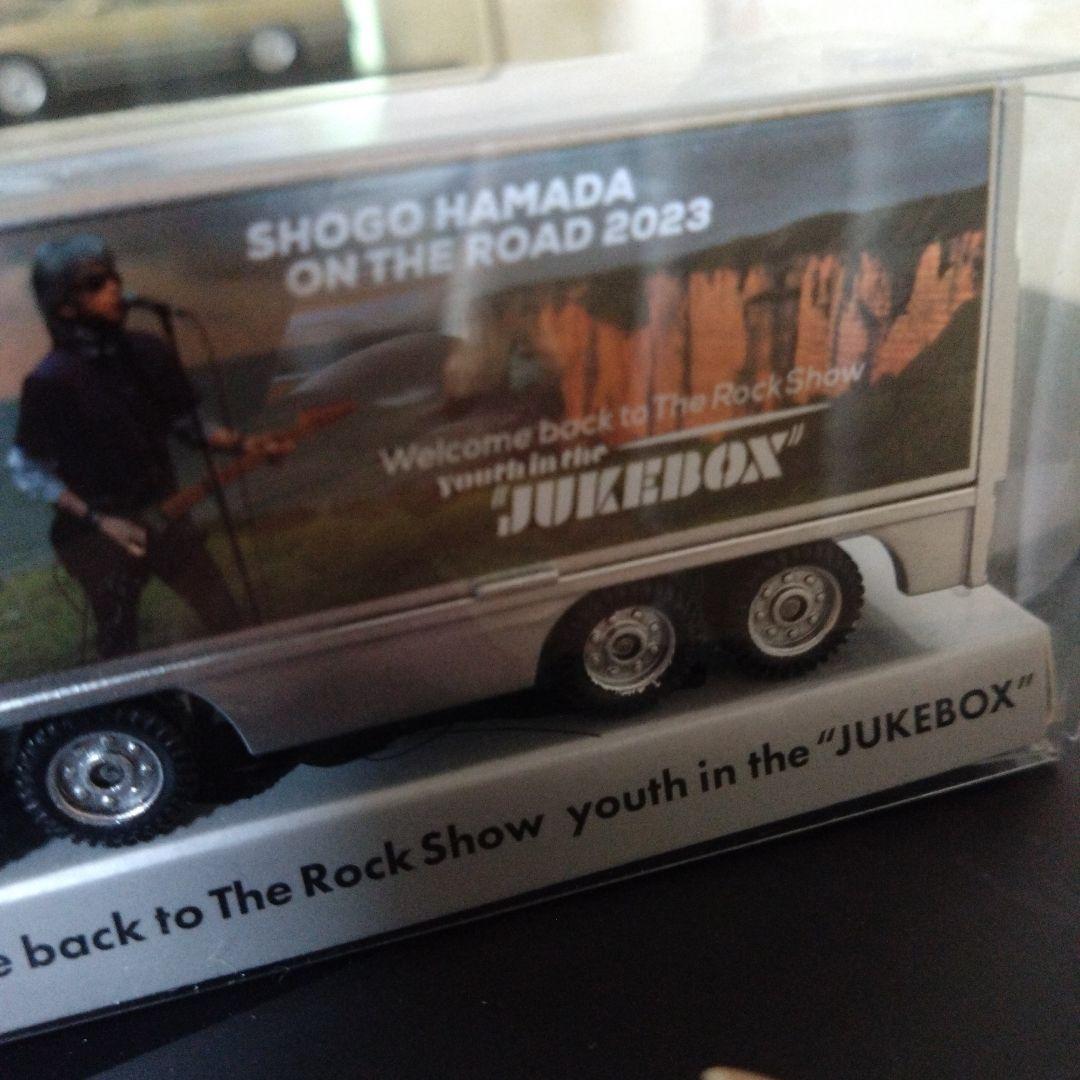 SHOGO HAMADA
ON THE ROAD 2023
Welcome back to The Rock Show
youth in the
"JUKEBOX"
e back to The Rock Show youth in the "JUKEBOX"